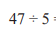 47 ÷ 5 =